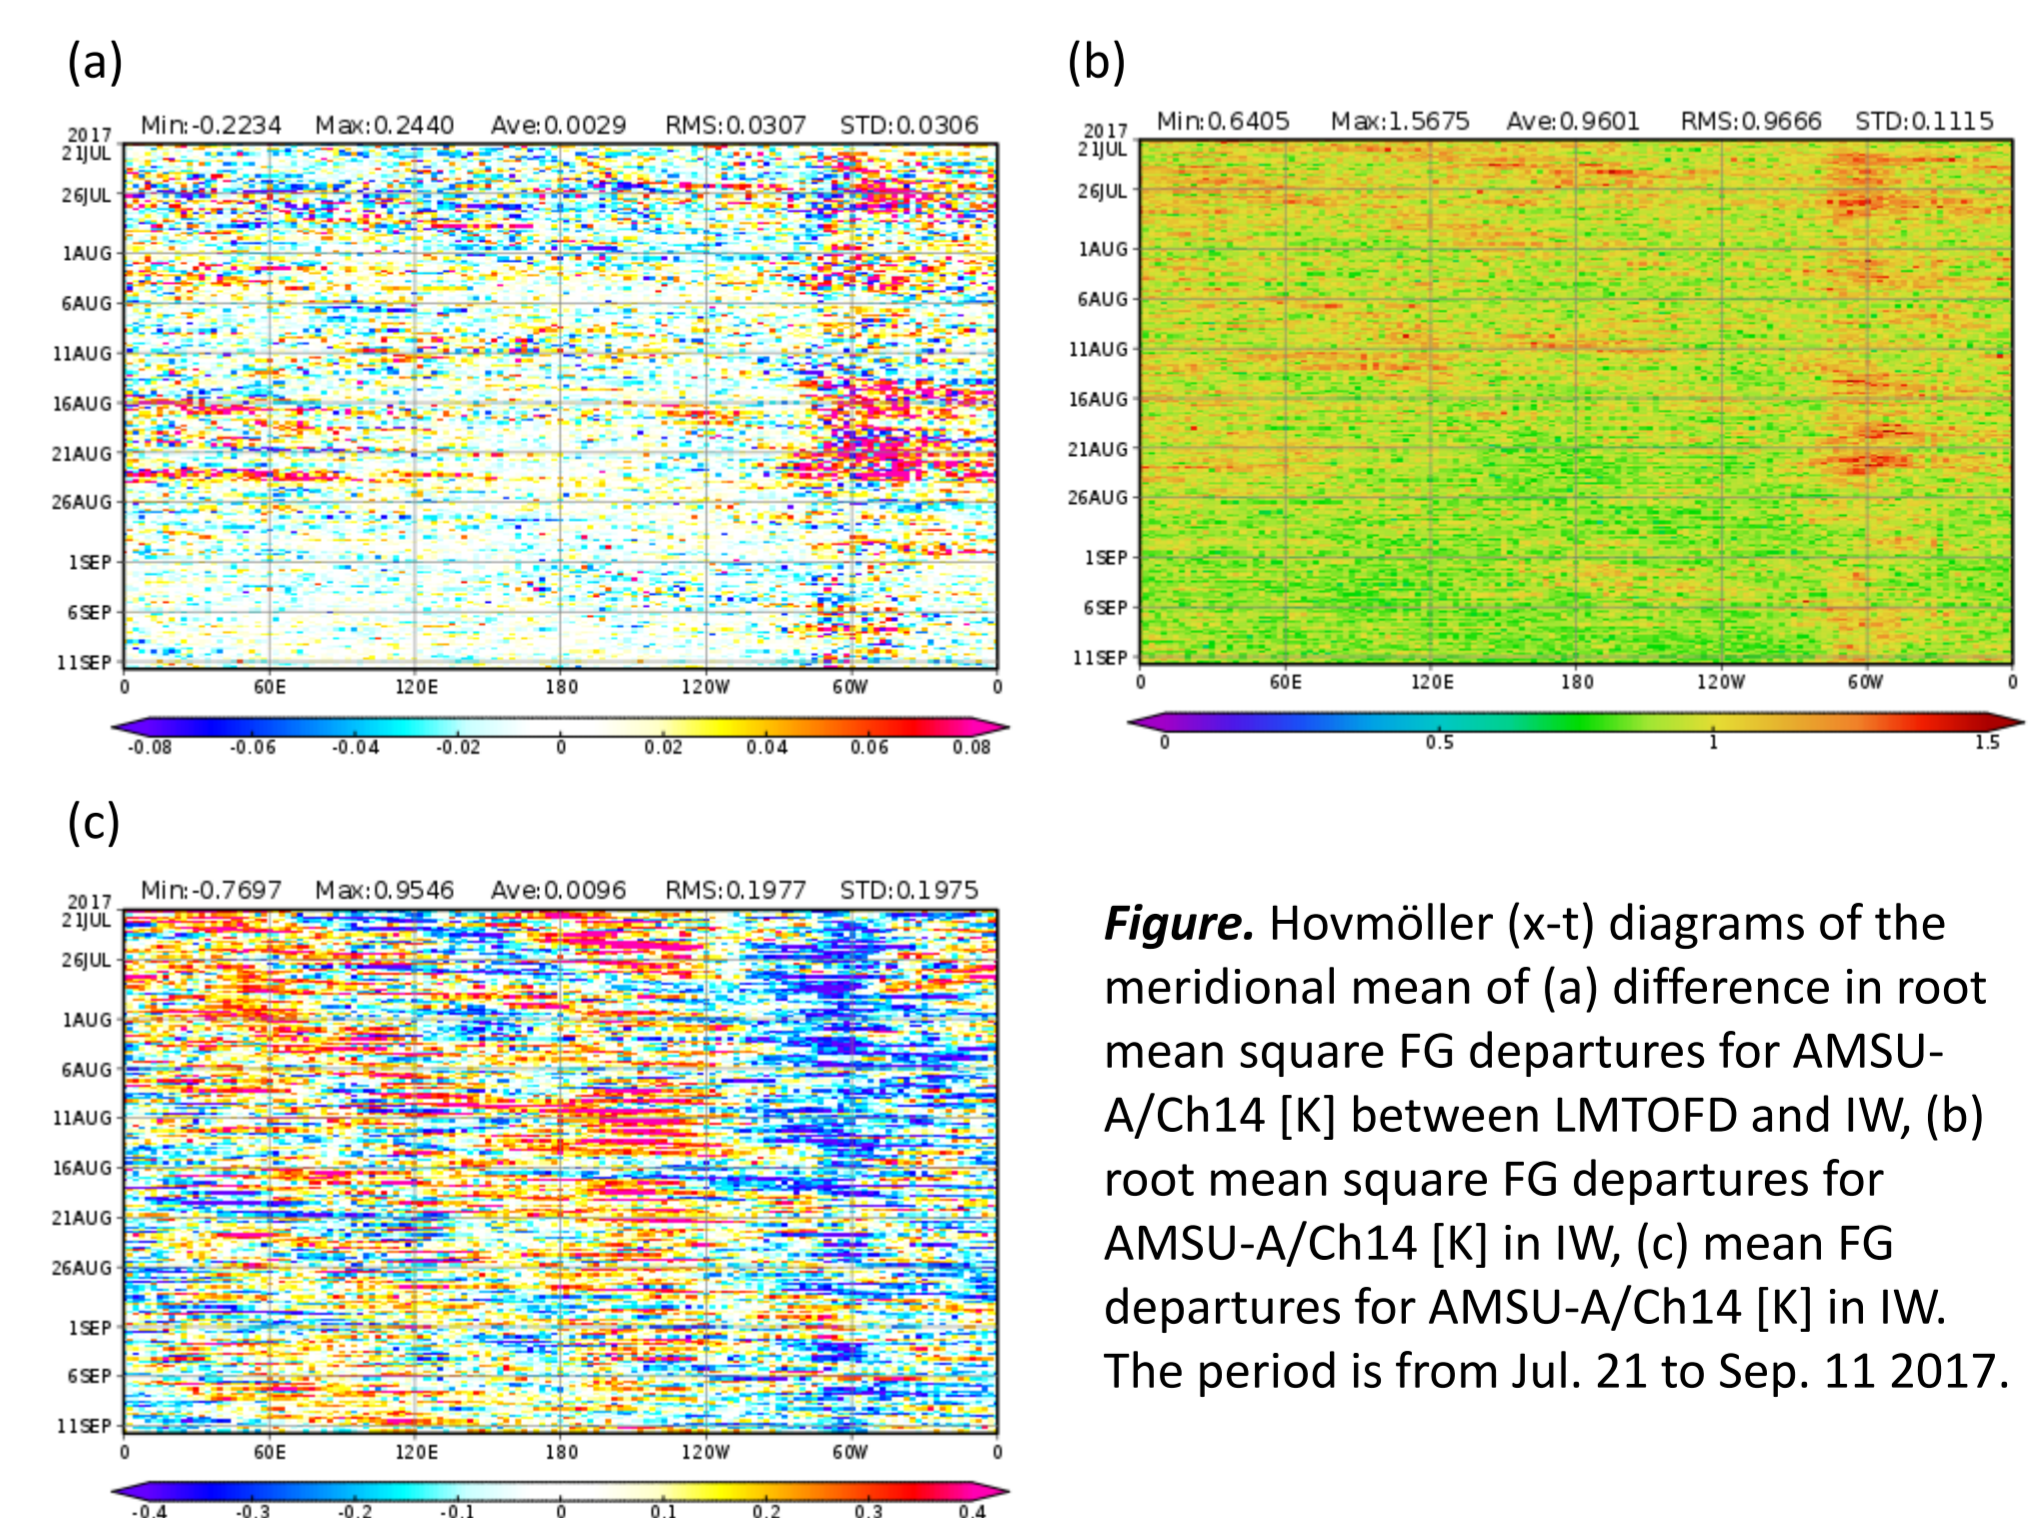 (a)
Min:-0.2234 Max:0.2440 Ave:0.0029 RMS:0.0307 STD:0.0306
2017
21JUL
26JUL
1AUG
6AUG
11AUG
16AUG
21AUG
26AUG
1SEP
6SEP
11SEP
0 60E 120E 180 120W 60W 0
-0.08 -0.06 -0.04 -0.02 0 0.02 0.04 0.06 0.08
(b)
Min:0.6405 Max:1.5675 Ave:0.9601 RMS:0.9666 STD:0.1115
2017
21JUL
26JUL
1AUG
6AUG
11AUG
16AUG
21AUG
26AUG
1SEP
6SEP
11SEP
0 60E 120E 180 120W 60W 0
0 0.5 1 1.5
(c)
Min:-0.7697 Max:0.9546 Ave:0.0096 RMS:0.1977 STD:0.1975
2017
21JUL
26JUL
1AUG
6AUG
11AUG
16AUG
21AUG
26AUG
1SEP
6SEP
11SEP
0 60E 120E 180 120W 60W 0
-0.4 -0.3 -0.2 -0.1 0 0.1 0.2 0.3 0.4
Figure. Hovmöller (x-t) diagrams of the
meridional mean of (a) difference in root
mean square FG departures for AMSU-
A/Ch14 [K] between LMTOFD and IW, (b)
root mean square FG departures for
AMSU-A/Ch14 [K] in IW, (c) mean FG
departures for AMSU-A/Ch14 [K] in IW.
The period is from Jul. 21 to Sep. 11 2017.